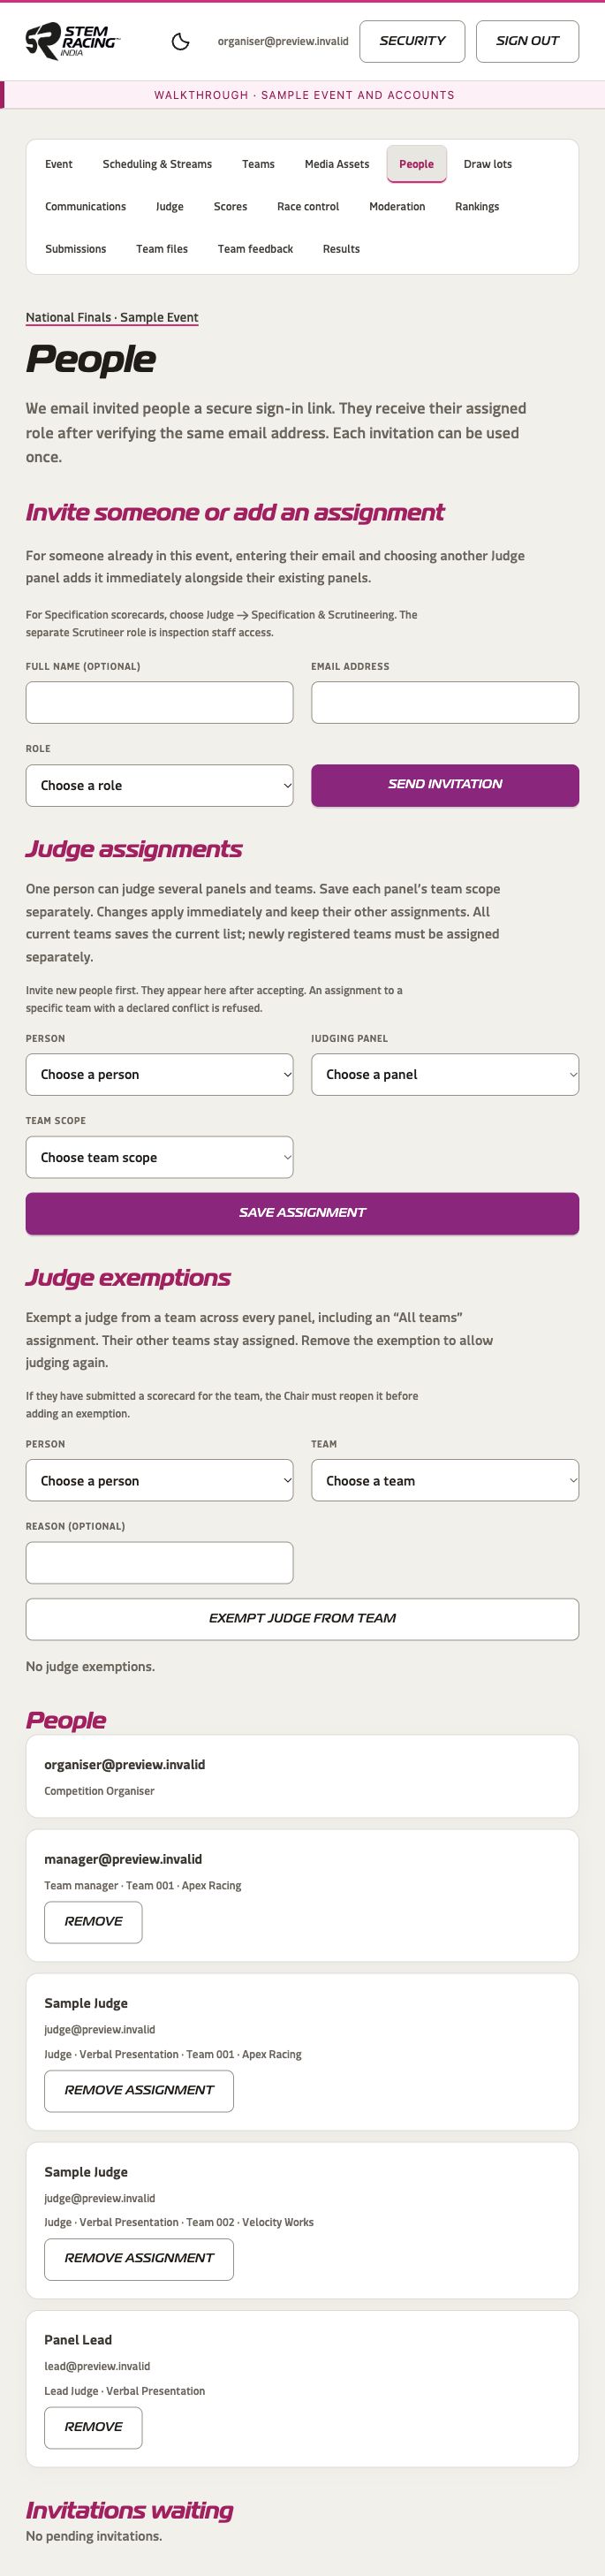 STEM RACING INDIA
organiser@preview.invalid
SECURITY
SIGN OUT
WALKTHROUGH · SAMPLE EVENT AND ACCOUNTS
Event Scheduling & Streams Teams Media Assets People Draw lots
Communications Judge Scores Race control Moderation Rankings
Submissions Team files Team feedback Results
National Finals · Sample Event
People
We email invited people a secure sign-in link. They receive their assigned
role after verifying the same email address. Each invitation can be used
once.
Invite someone or add an assignment
For someone already in this event, entering their email and choosing another Judge
panel adds it immediately alongside their existing panels.
For Specification scorecards, choose Judge → Specification & Scrutineering. The
separate Scrutineer role is inspection staff access.
FULL NAME (OPTIONAL)
EMAIL ADDRESS
ROLE
Choose a role
SEND INVITATION
Judge assignments
One person can judge several panels and teams. Save each panel’s team scope
separately. Changes apply immediately and keep their other assignments. All
current teams saves the current list; newly registered teams must be assigned
separately.
Invite new people first. They appear here after accepting. An assignment to a
specific team with a declared conflict is refused.
PERSON
JUDGING PANEL
Choose a person
Choose a panel
TEAM SCOPE
Choose team scope
SAVE ASSIGNMENT
Judge exemptions
Exempt a judge from a team across every panel, including an “All teams”
assignment. Their other teams stay assigned. Remove the exemption to allow
judging again.
If they have submitted a scorecard for the team, the Chair must reopen it before
adding an exemption.
PERSON
TEAM
Choose a person
Choose a team
REASON (OPTIONAL)
EXEMPT JUDGE FROM TEAM
No judge exemptions.
People
organiser@preview.invalid
Competition Organiser
manager@preview.invalid
Team manager · Team 001 · Apex Racing
REMOVE
Sample Judge
judge@preview.invalid
Judge · Verbal Presentation · Team 001 · Apex Racing
REMOVE ASSIGNMENT
Sample Judge
judge@preview.invalid
Judge · Verbal Presentation · Team 002 · Velocity Works
REMOVE ASSIGNMENT
Panel Lead
lead@preview.invalid
Lead Judge · Verbal Presentation
REMOVE
Invitations waiting
No pending invitations.